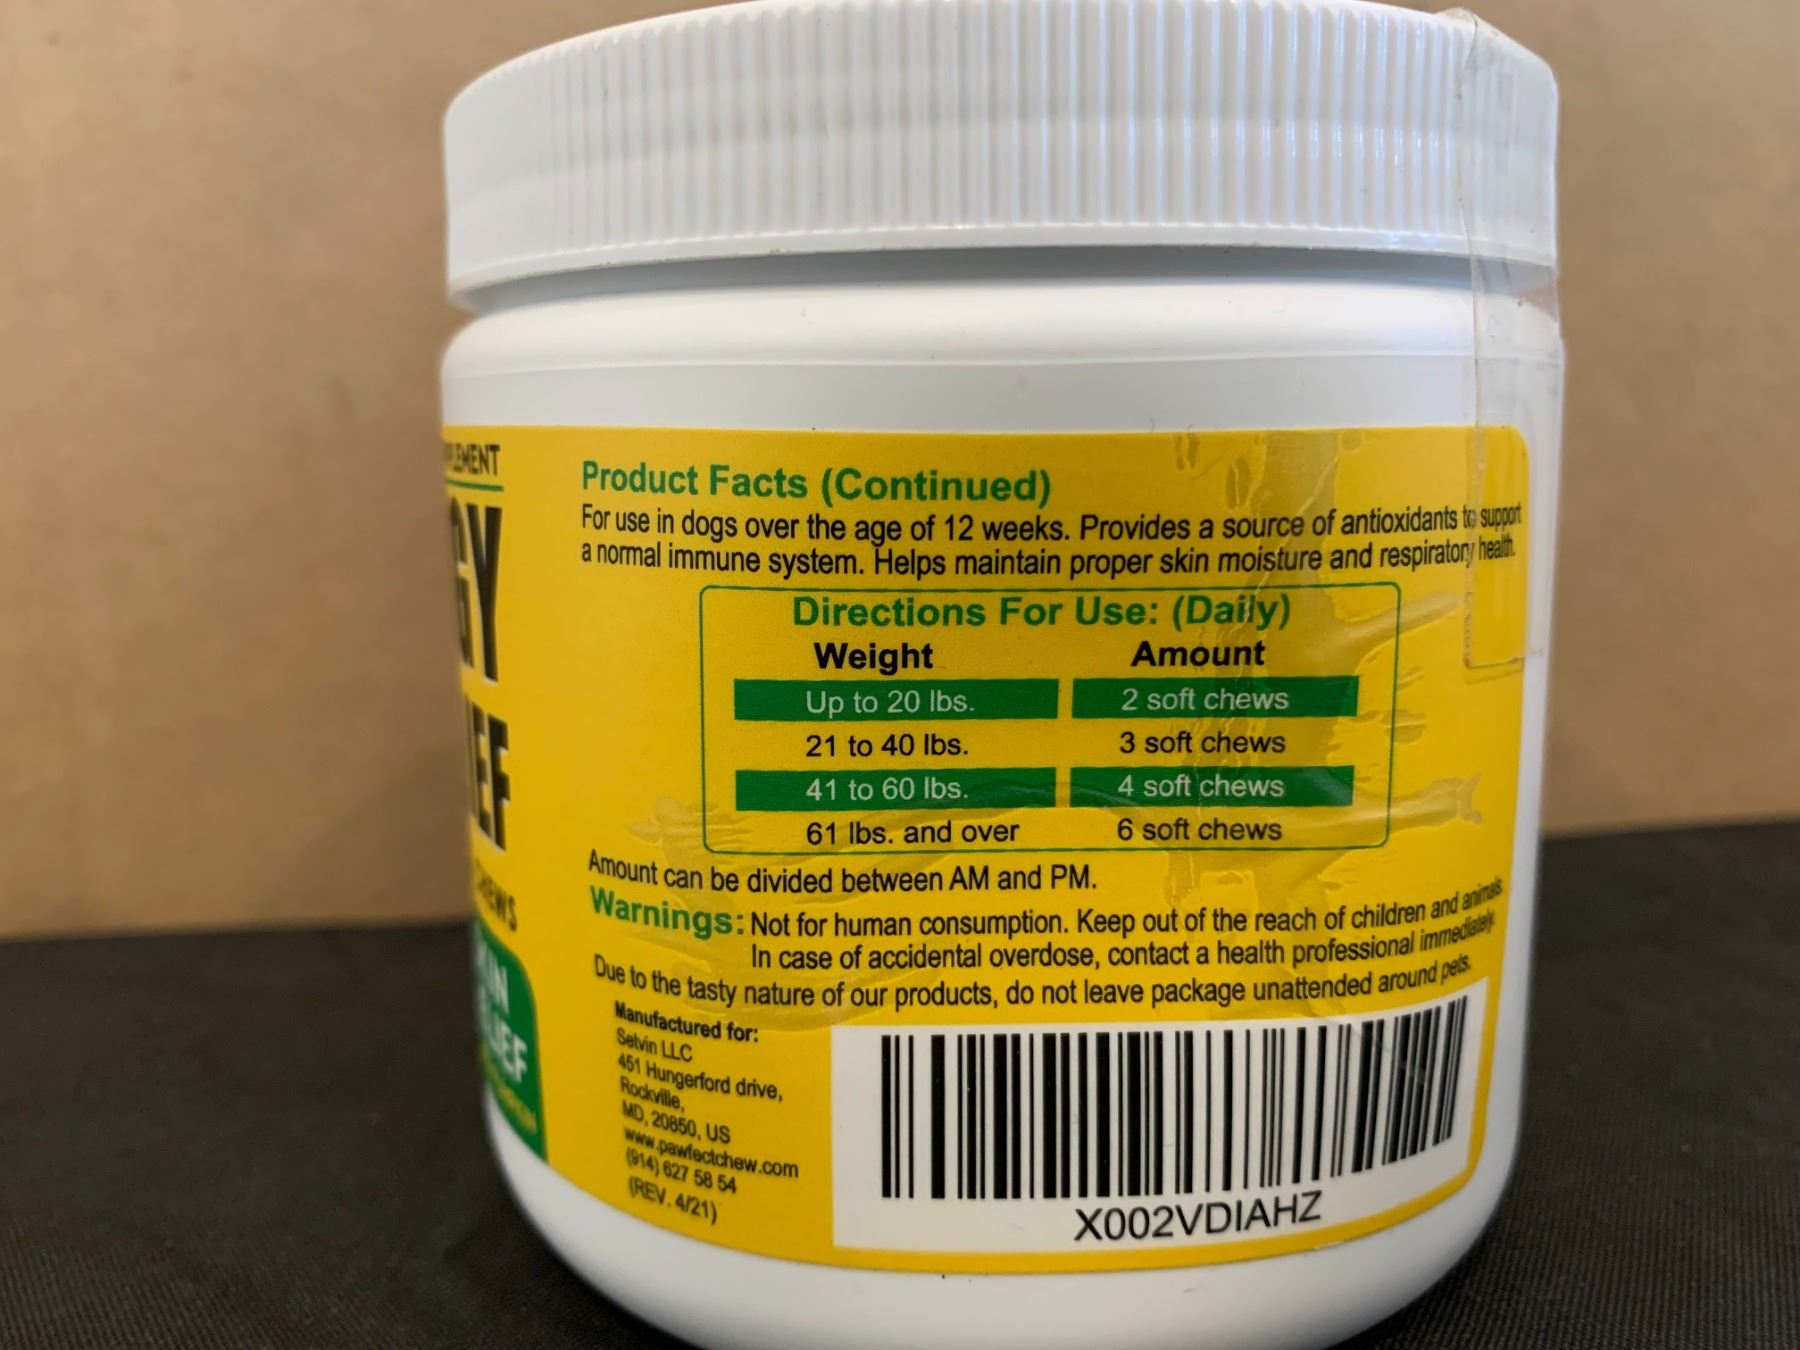 Product Facts (Continued)
For use in dogs over the age of 12 weeks. Provides a source of antioxidants to support
a normal immune system. Helps maintain proper skin moisture and respiratory health.
Directions For Use: (Daily)
Weight Amount
Up to 20 lbs. 2 soft chews
21 to 40 lbs. 3 soft chews
41 to 60 lbs. 4 soft chews
61 lbs. and over 6 soft chews
Amount can be divided between AM and PM.
Warnings: Not for human consumption. Keep out of the reach of children and animals.
In case of accidental overdose, contact a health professional immediately.
Due to the tasty nature of our products, do not leave package unattended around pets.
Manufactured for:
Selvin LLC
451 Hungerford drive,
Rockville,
MD, 20850, US
www.pawfectchew.com
(914) 627 58 54
(REV. 4/21)
X002VDIAHZ